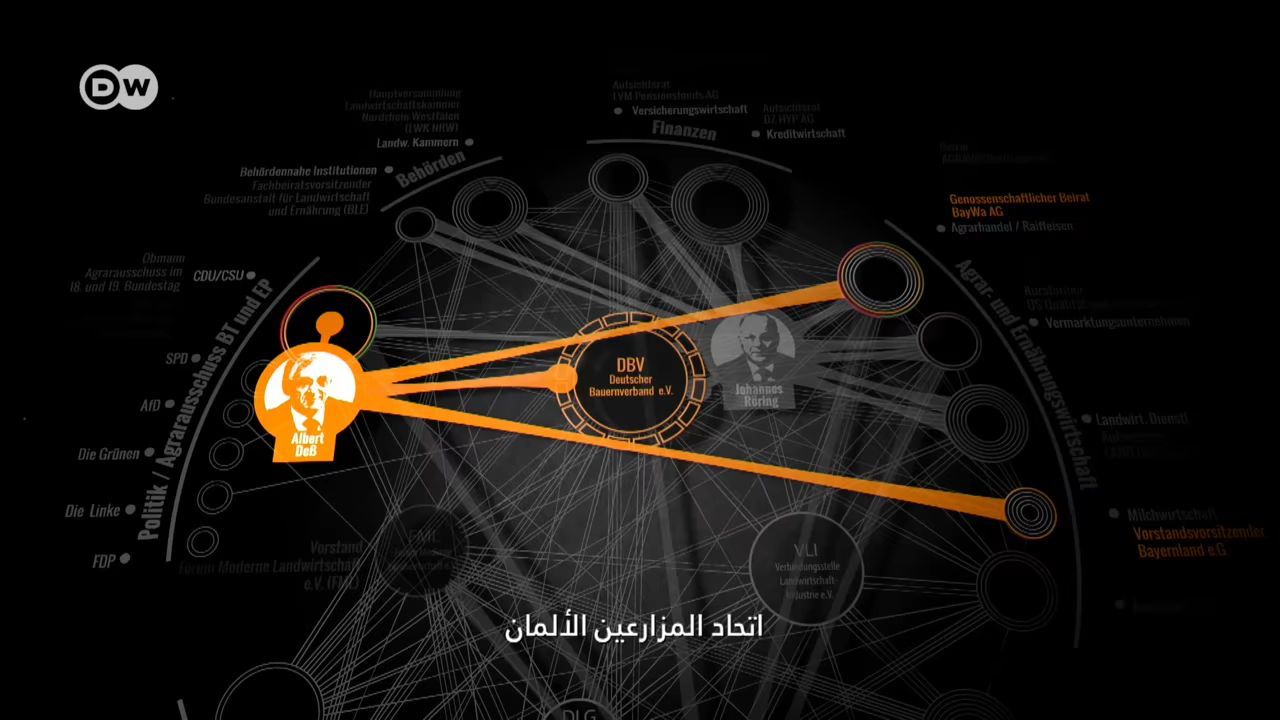 DW
Hauptversammlung
Landwirtschaftskammer
Nordrhein Westfalen
(LWK NRW)
Landw. Kammern
Behörden
Behördennahe Institutionen
Fachbeiratsvorsitzender
Bundesanstalt für Landwirtschaft
und Ernährung (BLE)
Aufsichtsrat
LVM Pensionsfonds-AG
Versicherungswirtschaft
Finanzen
Aufsichtsrat
DZ HYP AG
Kreditwirtschaft
Genossenschaftlicher Beirat
BayWa AG
Agrarhandel / Raiffeisen
Agrar- und Ernährungswirtschaft
Vermarktungsunternehmen
Landwirt. Dienstl
Milchwirtschaft
Vorstandsvorsitzender
Bayernland e.G
Obmann
Agrarausschuss im
18. und 19. Bundestag
CDU/CSU
SPD
AfD
Die Grünen
Die Linke
FDP
Politik / Agrarausschuss BT und EP
Albert
Deß
DBV
Deutscher
Bauernverband e.V.
Johannes
Röring
Vorstand
Forum Moderne Landwirtschaft
e.V. (FML)
FML
VLI
Verbindungsstelle
Landwirtschaft-
Industrie e.V.
اتحاد المزارعين الألمان
DLG